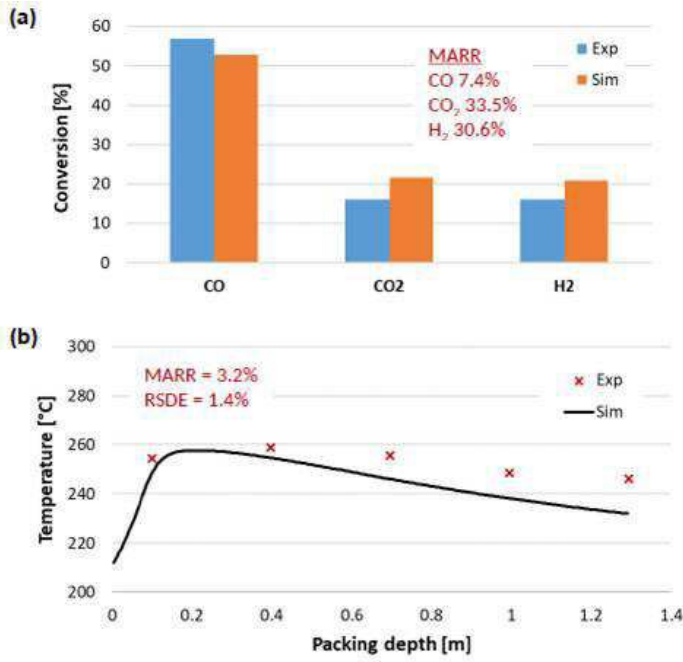 (a)
60
50
40
30
20
10
0
Conversion [%]
MARR
CO 7.4%
CO₂ 33.5%
H₂ 30.6%
Exp
Sim
CO
CO2
H2
(b)
300
280
260
240
220
200
Temperature [°C]
MARR = 3.2%
RSDE = 1.4%
Exp
Sim
0
0.2
0.4
0.6
0.8
1
1.2
1.4
Packing depth [m]